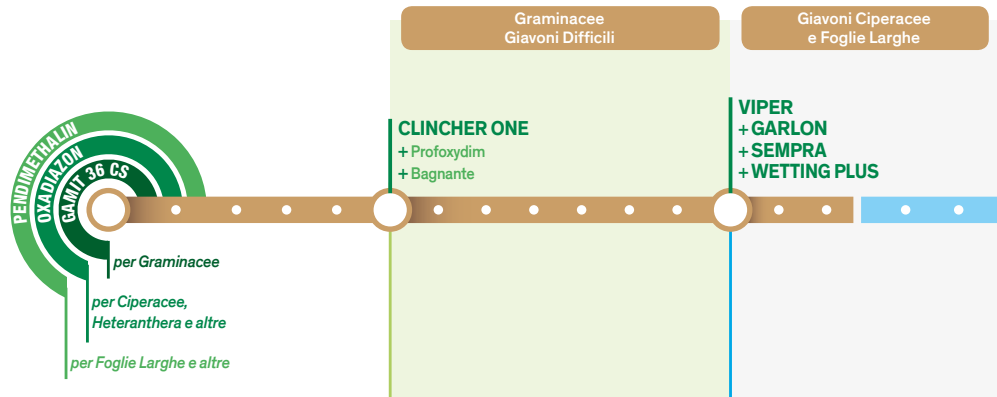 Graminacee
Giavoni Difficili
Giavoni Ciperacee
e Foglie Larghe
PENDIMETHALIN
OXADIAZON
GAMIT 36 CS
CLINCHER ONE
+ Profoxydim
+ Bagnante
VIPER
+ GARLON
+ SEMPRA
+ WETTING PLUS
per Graminacee
per Ciperacee,
Heteranthera e altre
per Foglie Larghe e altre